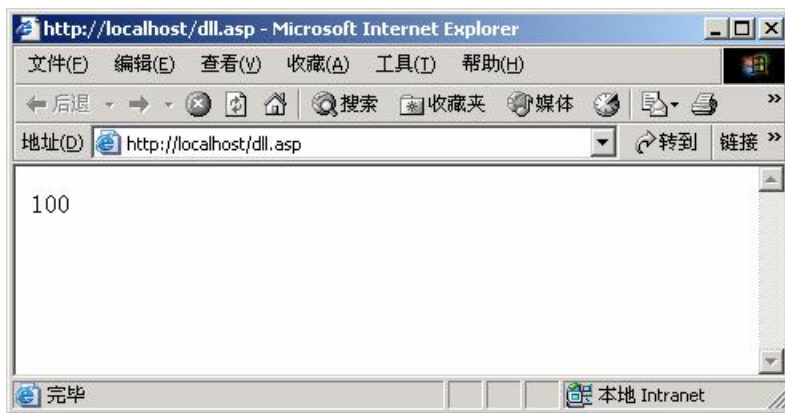 http://localhost/dll.asp - Microsoft Internet Explorer
文件(F) 编辑(E) 查看(V) 收藏(A) 工具(T) 帮助(H)
后退 搜索 收藏夹 媒体 »
地址(D) http://localhost/dll.asp 转到 链接 »
100
完毕 本地 Intranet